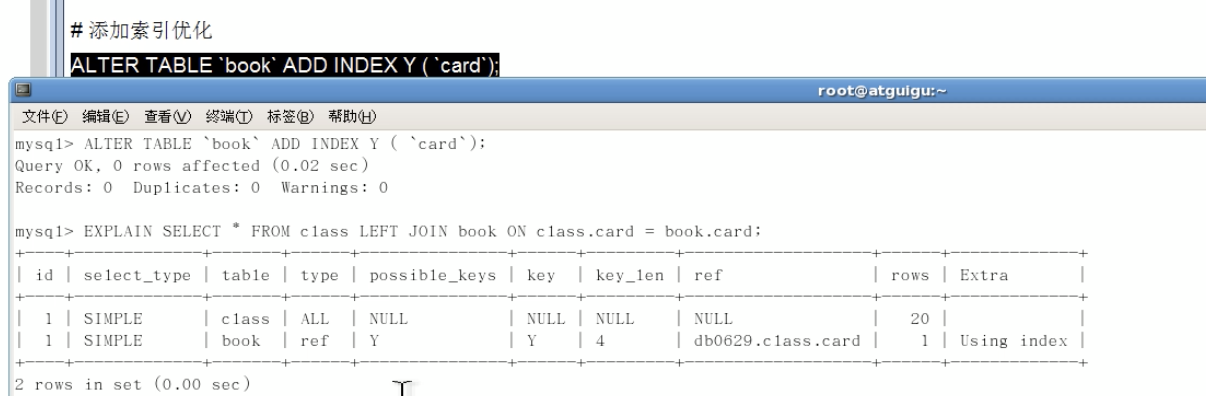 # 添加索引优化
ALTER TABLE `book` ADD INDEX Y ( `card`);
root@atguigu:~
文件(F) 编辑(E) 查看(V) 终端(T) 标签(B) 帮助(H)
mysql> ALTER TABLE `book` ADD INDEX Y ( `card`);
Query OK, 0 rows affected (0.02 sec)
Records: 0  Duplicates: 0  Warnings: 0
mysql> EXPLAIN SELECT * FROM class LEFT JOIN book ON class.card = book.card;
+----+-------------+-------+------+---------------+------+---------+-------------------+------+-------------+
| id | select_type | table | type | possible_keys | key | key_len | ref | rows | Extra |
+----+-------------+-------+------+---------------+------+---------+-------------------+------+-------------+
| 1 | SIMPLE | class | ALL | NULL | NULL | NULL | NULL | 20 | |
| 1 | SIMPLE | book | ref | Y | Y | 4 | db0629.class.card | 1 | Using index |
+----+-------------+-------+------+---------------+------+---------+-------------------+------+-------------+
2 rows in set (0.00 sec)